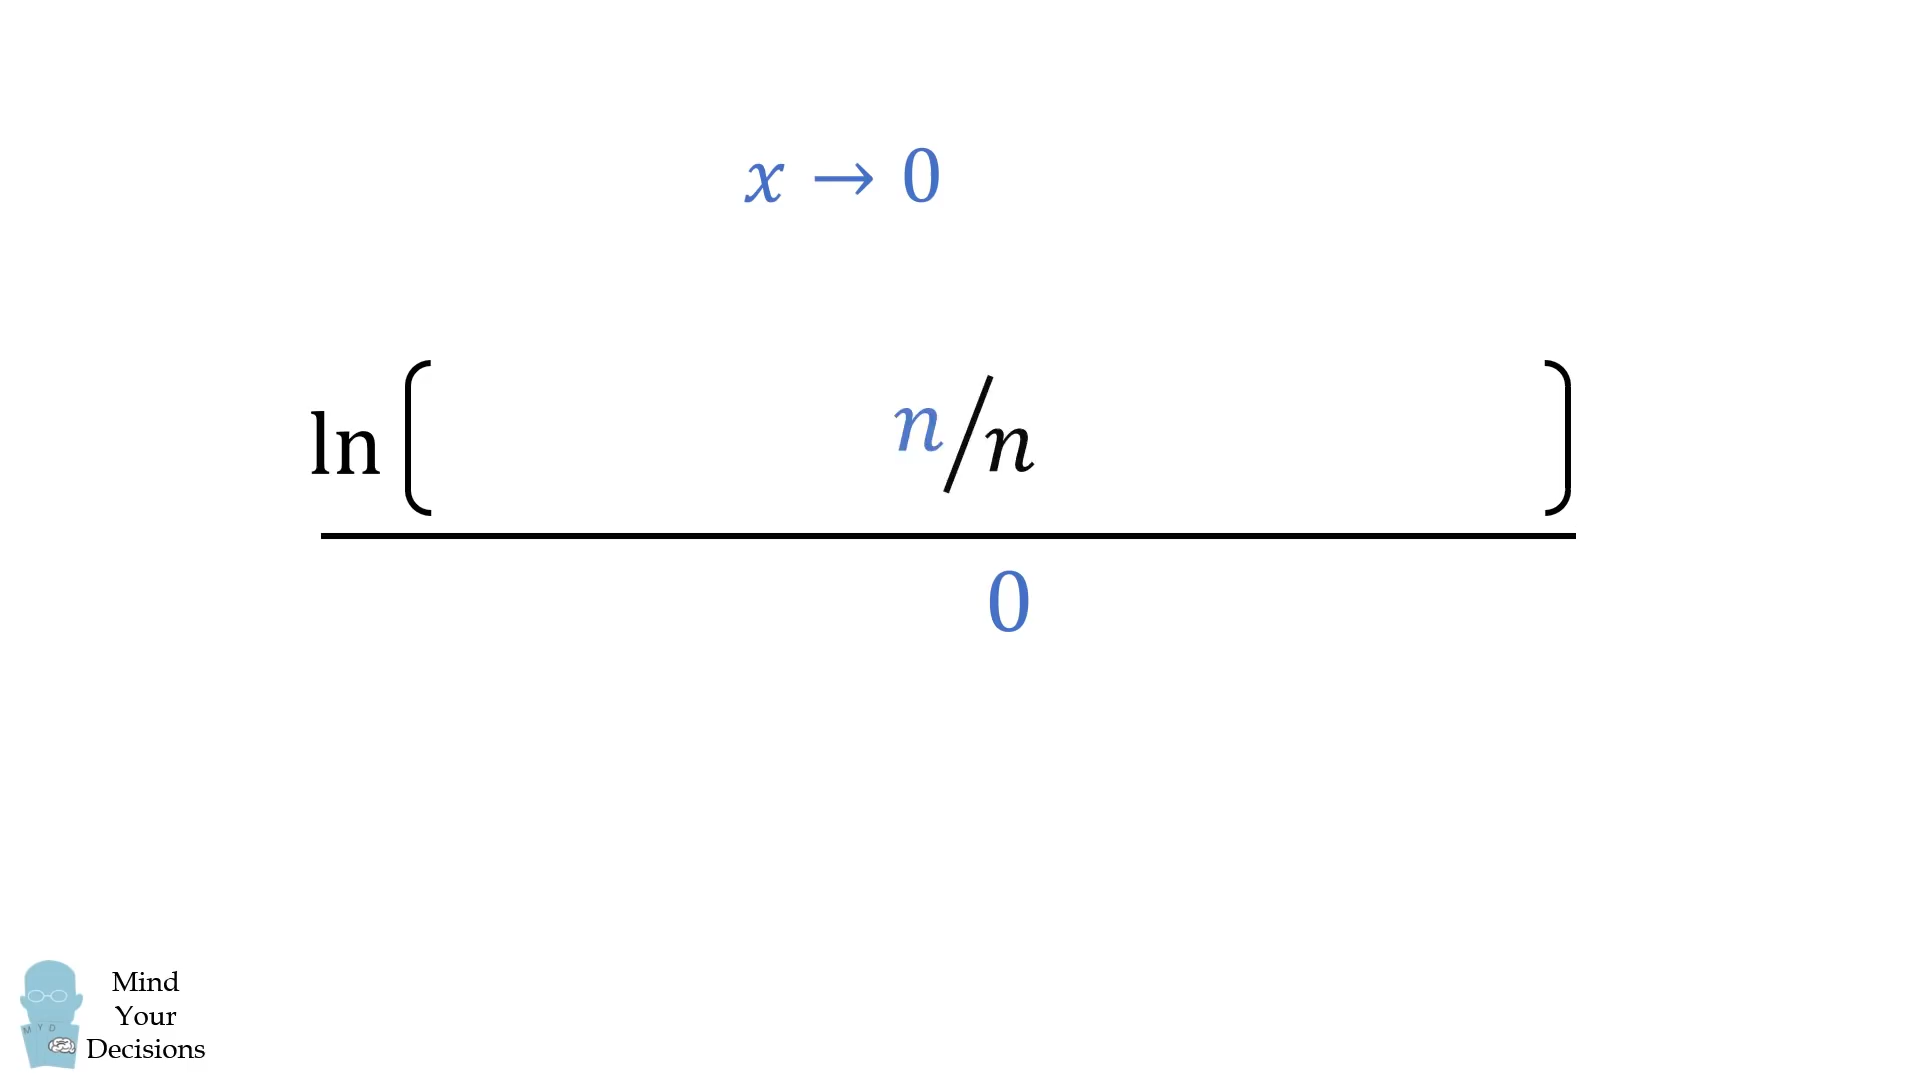 x → 0
ln ( n/n )
0
M Y D
Mind
Your
Decisions